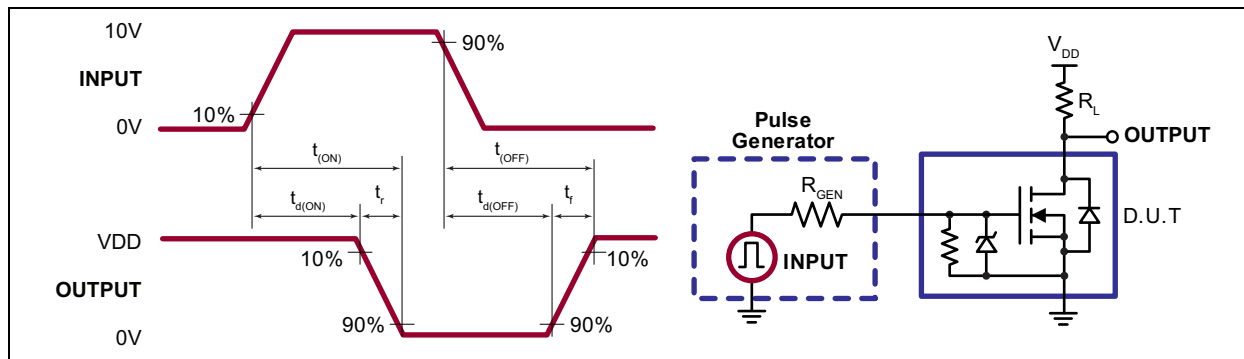 10V
INPUT
0V
10%
90%
t(ON)
t(OFF)
td(ON)
tr
td(OFF)
tf
VDD
OUTPUT
0V
10%
90%
90%
10%
Pulse
Generator
RGEN
INPUT
VDD
RL
OUTPUT
D.U.T